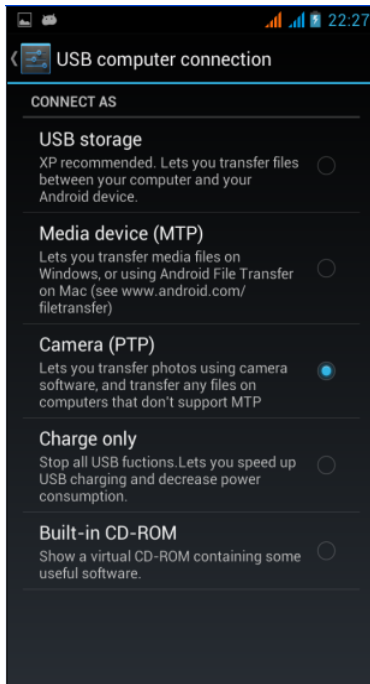 22:27
USB computer connection
CONNECT AS
USB storage
XP recommended. Lets you transfer files
between your computer and your
Android device.
Media device (MTP)
Lets you transfer media files on
Windows, or using Android File Transfer
on Mac (see www.android.com/
filetransfer)
Camera (PTP)
Lets you transfer photos using camera
software, and transfer any files on
computers that don't support MTP
Charge only
Stop all USB fuctions.Lets you speed up
USB charging and decrease power
consumption.
Built-in CD-ROM
Show a virtual CD-ROM containing some
useful software.